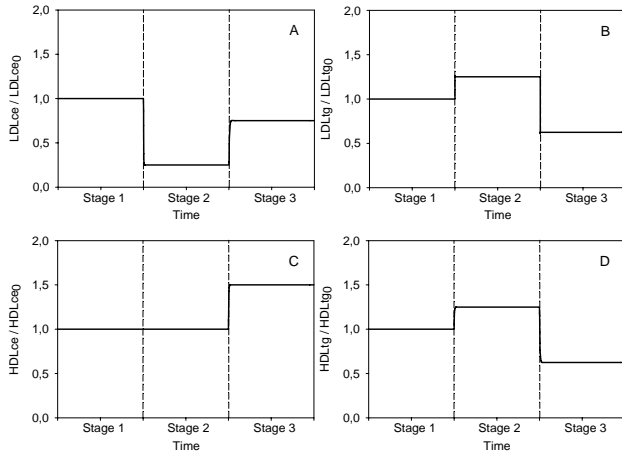 A
2,0
1,5
1,0
0,5
0,0
LDLce / LDLce0
Stage 1 Stage 2 Stage 3
Time
B
2,0
1,5
1,0
0,5
0,0
LDLtg / LDLtg0
Stage 1 Stage 2 Stage 3
Time
C
2,0
1,5
1,0
0,5
0,0
HDLce / HDLce0
Stage 1 Stage 2 Stage 3
Time
D
2,0
1,5
1,0
0,5
0,0
HDLtg / HDLtg0
Stage 1 Stage 2 Stage 3
Time